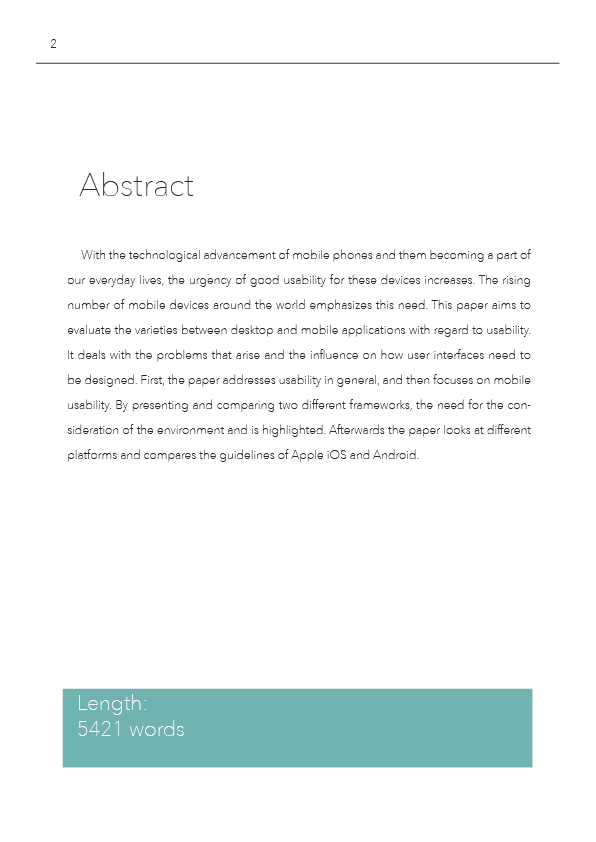 2
Abstract
With the technological advancement of mobile phones and them becoming a part of
our everyday lives, the urgency of good usability for these devices increases. The rising
number of mobile devices around the world emphasizes this need. This paper aims to
evaluate the varieties between desktop and mobile applications with regard to usability.
It deals with the problems that arise and the influence on how user interfaces need to
be designed. First, the paper addresses usability in general, and then focuses on mobile
usability. By presenting and comparing two different frameworks, the need for the con-
sideration of the environment and is highlighted. Afterwards the paper looks at different
platforms and compares the guidelines of Apple iOS and Android.
Length:
5421 words